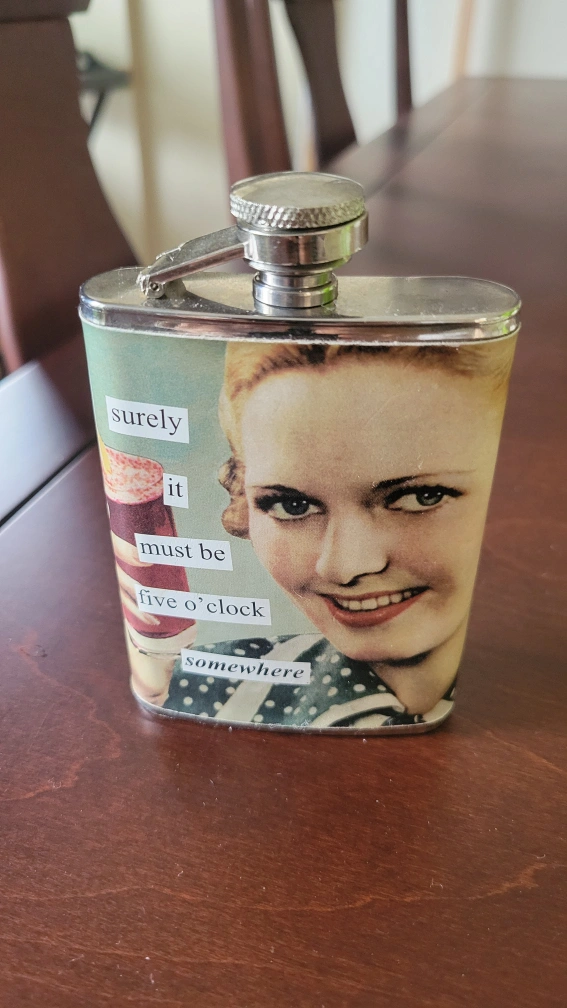 surely
it
must be
five o'clock
somewhere